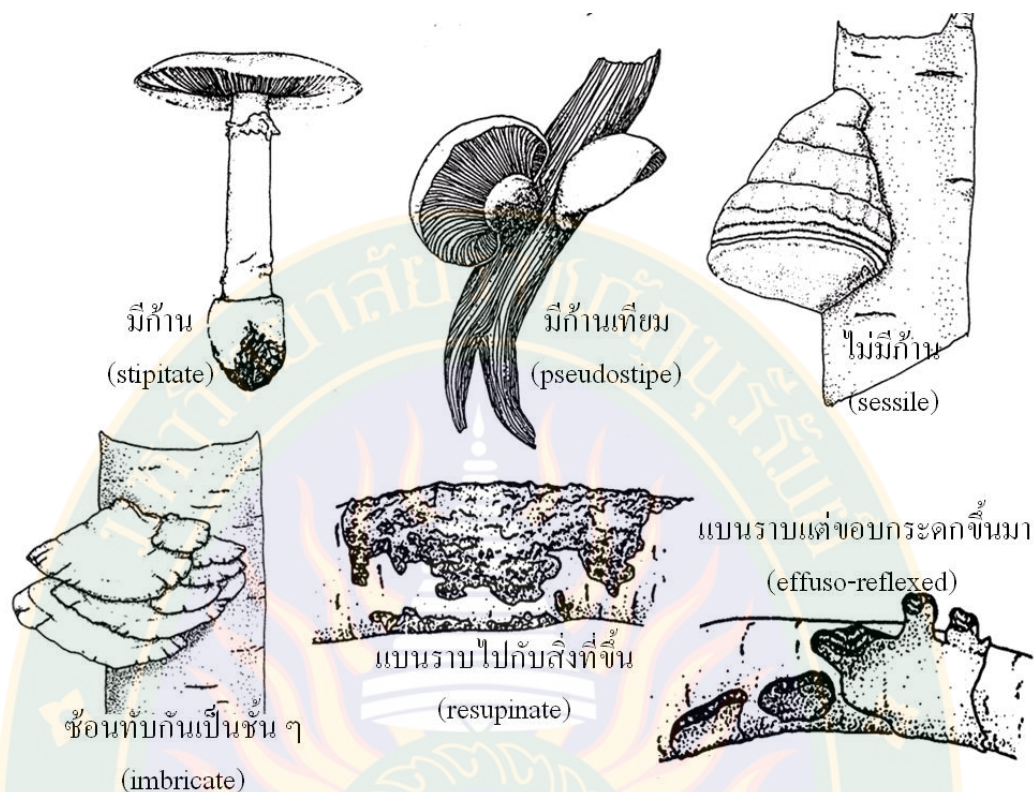 มีก้าน
(stipitate)
มีก้านเทียม
(pseudostipe)
ไม่มีก้าน
(sessile)
ซ้อนทับกันเป็นชั้น ๆ
(imbricate)
แบนราบไปกับสิ่งที่ขึ้น
(resupinate)
แบนราบแต่ขอบกระดกขึ้นมา
(effuso-reflexed)